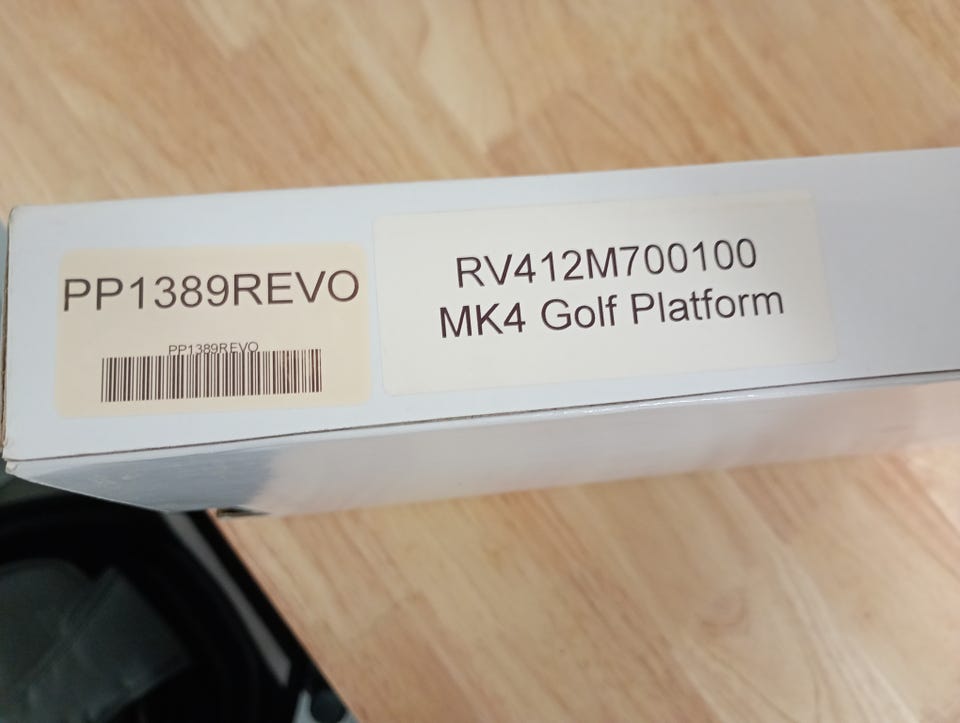 PP1389REVO
PP1389REVO
RV412M700100
MK4 Golf Platform